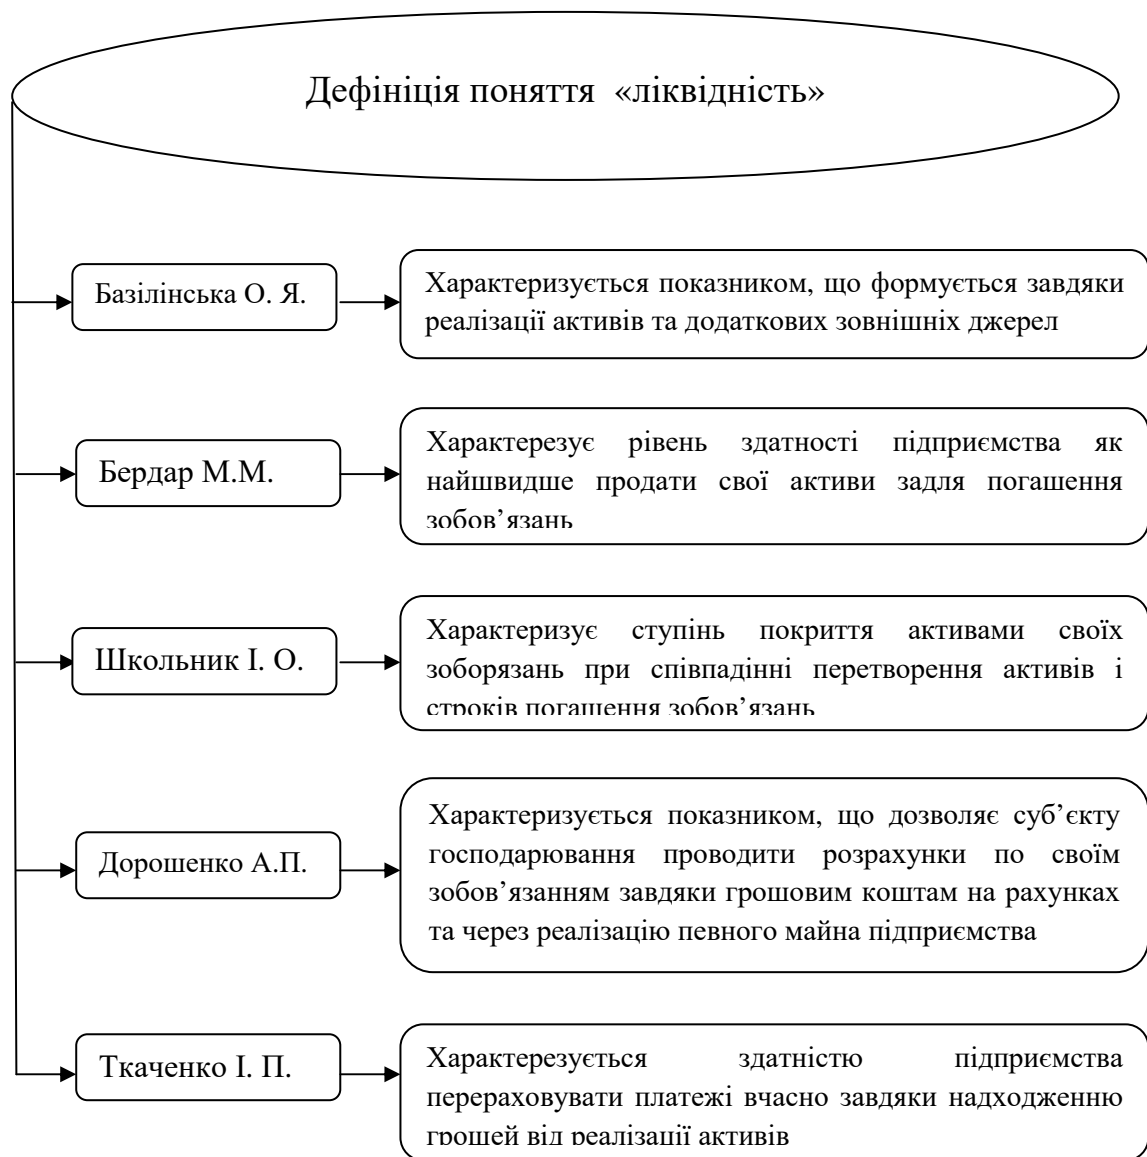 Дефініція поняття «ліквідність»
Базілінська О. Я.
Характеризується показником, що формується завдяки
реалізації активів та додаткових зовнішніх джерел
Бердар М.М.
Характерезує рівень здатності підприємства як
найшвидше продати свої активи задля погашення
зобов’язань
Школьник І. О.
Характеризує ступінь покриття активами своїх
зоборязань при співпадінні перетворення активів і
строків погашення зобов’язань
Дорошенко А.П.
Характеризується показником, що дозволяє суб’єкту
господарювання проводити розрахунки по своїм
зобов’язанням завдяки грошовим коштам на рахунках
та через реалізацію певного майна підприємства
Ткаченко І. П.
Характерезується здатністю підприємства
перераховувати платежі вчасно завдяки надходженню
грошей від реалізації активів